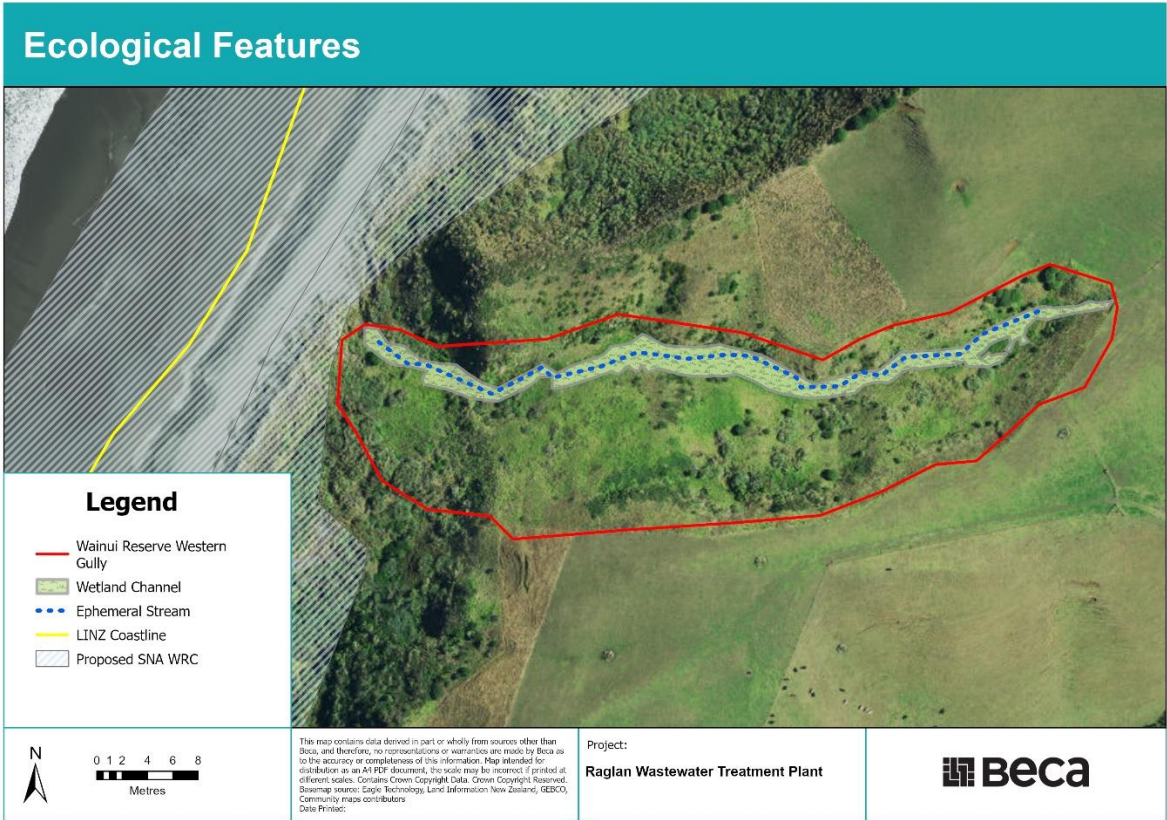 Ecological Features
Legend
Wainui Reserve Western
Gully
Wetland Channel
Ephemeral Stream
LINZ Coastline
Proposed SNA WRC
N
0 1 2 4 6 8
Metres
This map contains data derived in part or wholly from sources other than
Beca, and therefore, no representations or warranties are made by Beca as
to the accuracy or completeness of this information. Map intended for
distribution as an A4 PDF document, the scale may be incorrect if printed at
different scales. Contains Crown Copyright Data. Crown Copyright Reserved.
Basemap source: Eagle Technology, Land Information New Zealand, GEBCO,
Community maps contributors
Date Printed:
Project:
Raglan Wastewater Treatment Plant
Beca